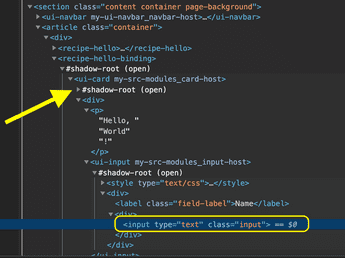 ▼<section class="content container page-background">
▶<ui-navbar my-ui-navbar_navbar-host>…</ui-navbar>
▼<article class="container">
▼<div>
▶<recipe-hello>…</recipe-hello>
▼<recipe-hello-binding>
▼#shadow-root (open)
▼<ui-card my-src-modules_card-host>
▶#shadow-root (open)
▼<div>
▼<p>
"Hello, "
"World"
"!"
</p>
▼<ui-input my-src-modules_input-host>
▼#shadow-root (open)
▶<style type="text/css">…</style>
▼<div>
<label class="field-label">Name</label>
▼<div>
<input type="text" class="input"> == $0
</div>
</div>
</ui-input>